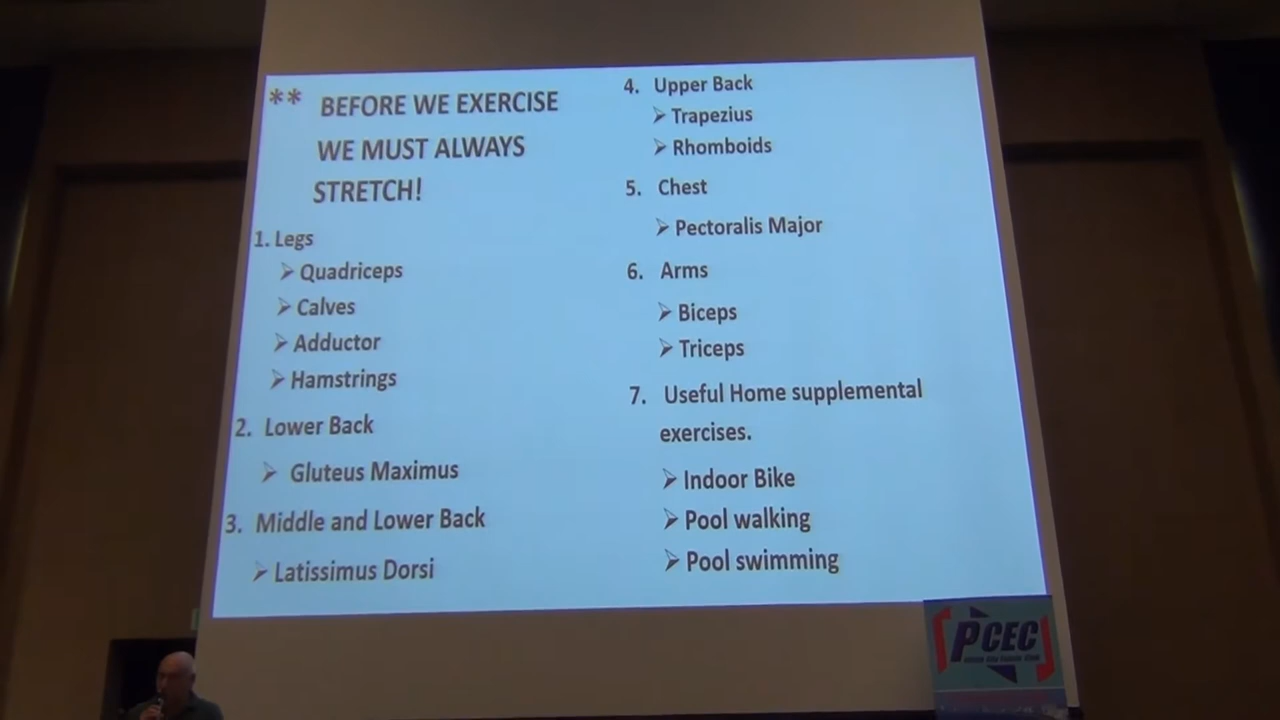 ** BEFORE WE EXERCISE
WE MUST ALWAYS
STRETCH!
1. Legs
➢ Quadriceps
➢ Calves
➢ Adductor
➢ Hamstrings
2. Lower Back
➢ Gluteus Maximus
3. Middle and Lower Back
➢ Latissimus Dorsi
4. Upper Back
➢ Trapezius
➢ Rhomboids
5. Chest
➢ Pectoralis Major
6. Arms
➢ Biceps
➢ Triceps
7. Useful Home supplemental
exercises.
➢ Indoor Bike
➢ Pool walking
➢ Pool swimming
PCEC